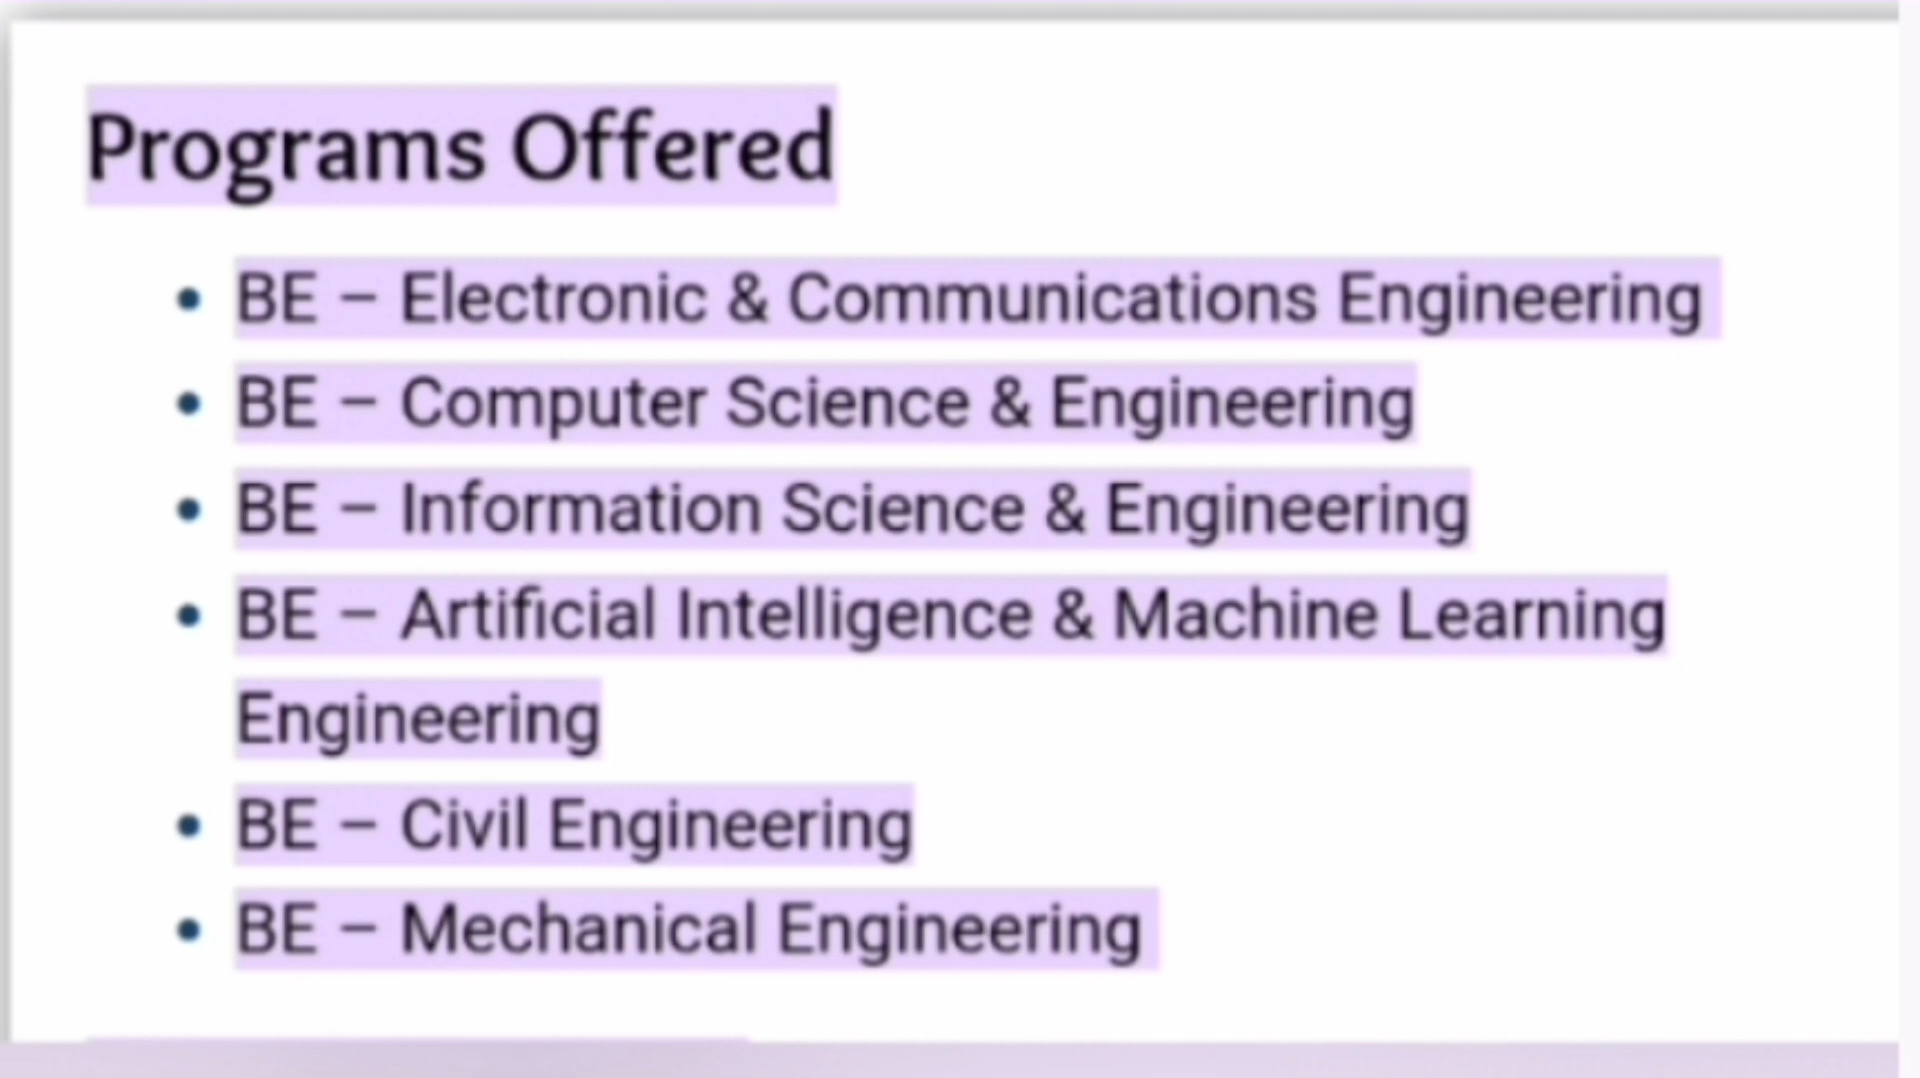 Programs Offered
• BE – Electronic & Communications Engineering
• BE – Computer Science & Engineering
• BE – Information Science & Engineering
• BE – Artificial Intelligence & Machine Learning
Engineering
• BE – Civil Engineering
• BE – Mechanical Engineering